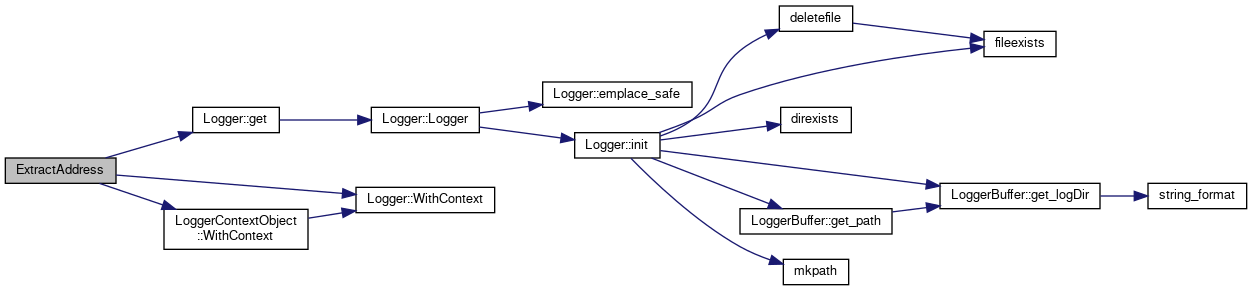 deletefile
fileexists
Logger::emplace_safe
Logger::get
Logger::Logger
direxists
Logger::init
ExtractAddress
Logger::WithContext
LoggerBuffer::get_logDir
string_format
LoggerContextObject
::WithContext
LoggerBuffer::get_path
mkpath